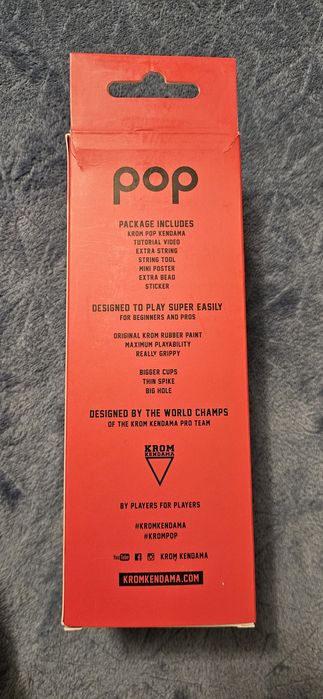 pop
PACKAGE INCLUDES
KROM POP KENDAMA
TUTORIAL VIDEO
EXTRA STRING
STRING TOOL
MINI POSTER
EXTRA BEAD
STICKER
DESIGNED TO PLAY SUPER EASILY
FOR BEGINNERS AND PROS
ORIGINAL KROM RUBBER PAINT
MAXIMUM PLAYABILITY
REALLY GRIPPY
BIGGER CUPS
THIN SPIKE
BIG HOLE
DESIGNED BY THE WORLD CHAMPS
OF THE KROM KENDAMA PRO TEAM
KROM
KENDAMA
BY PLAYERS FOR PLAYERS
#KROMKENDAMA
#KROMPOP
YouTube f KROM KENDAMA
KROMKENDAMA.COM